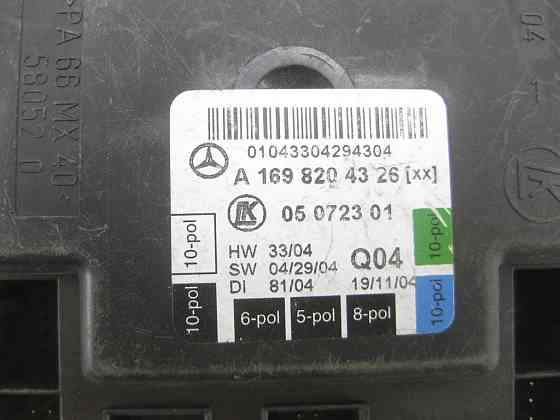 >PA 66 MX 40<
58057 0
04
01043304294304
A 169 820 43 26 [xx]
LK 05 0723 01
HW 33/04
SW 04/29/04 Q04
DI 81/04 19/11/04
10-pol
10-pol
10-pol
10-pol
6-pol 5-pol 8-pol